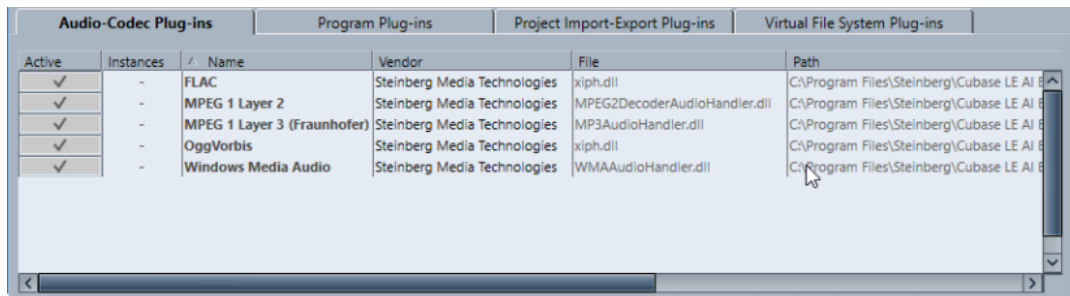 Audio-Codec Plug-ins Program Plug-ins Project Import-Export Plug-ins Virtual File System Plug-ins
Active Instances Name Vendor File Path
- FLAC Steinberg Media Technologies xiph.dll C:\Program Files\Steinberg\Cubase LE AI E
- MPEG 1 Layer 2 Steinberg Media Technologies MPEG2DecoderAudioHandler.dll C:\Program Files\Steinberg\Cubase LE AI E
- MPEG 1 Layer 3 (Fraunhofer) Steinberg Media Technologies MP3AudioHandler.dll C:\Program Files\Steinberg\Cubase LE AI E
- OggVorbis Steinberg Media Technologies xiph.dll C:\Program Files\Steinberg\Cubase LE AI E
- Windows Media Audio Steinberg Media Technologies WMAAudioHandler.dll C:\Program Files\Steinberg\Cubase LE AI E